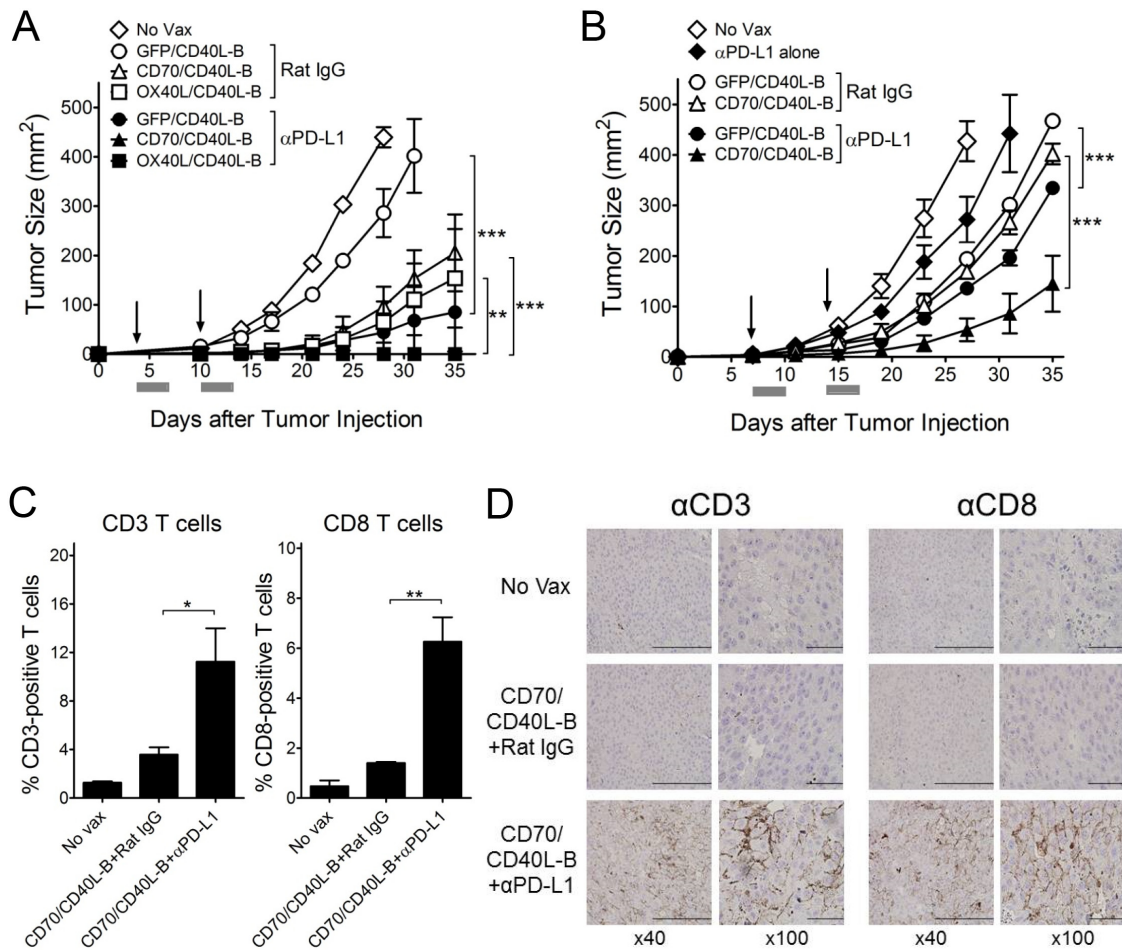 A
No Vax
GFP/CD40L-B
CD70/CD40L-B
OX40L/CD40L-B
Rat IgG
GFP/CD40L-B
CD70/CD40L-B
OX40L/CD40L-B
αPD-L1
Tumor Size (mm²)
500
400
300
200
100
0
***
**
***
0 5 10 15 20 25 30 35
Days after Tumor Injection
B
No Vax
αPD-L1 alone
GFP/CD40L-B
CD70/CD40L-B
Rat IgG
GFP/CD40L-B
CD70/CD40L-B
αPD-L1
Tumor Size (mm²)
500
400
300
200
100
0
***
***
0 5 10 15 20 25 30 35
Days after Tumor Injection
C
CD3 T cells
% CD3-positive T cells
20
16
12
8
4
0
*
No vax
CD70/CD40L-B+Rat IgG
CD70/CD40L-B+αPD-L1
CD8 T cells
% CD8-positive T cells
10
8
6
4
2
0
**
No vax
CD70/CD40L-B+Rat IgG
CD70/CD40L-B+αPD-L1
D
αCD3 αCD8
No Vax
CD70/
CD40L-B
+Rat IgG
CD70/
CD40L-B
+αPD-L1
x40 x100 x40 x100